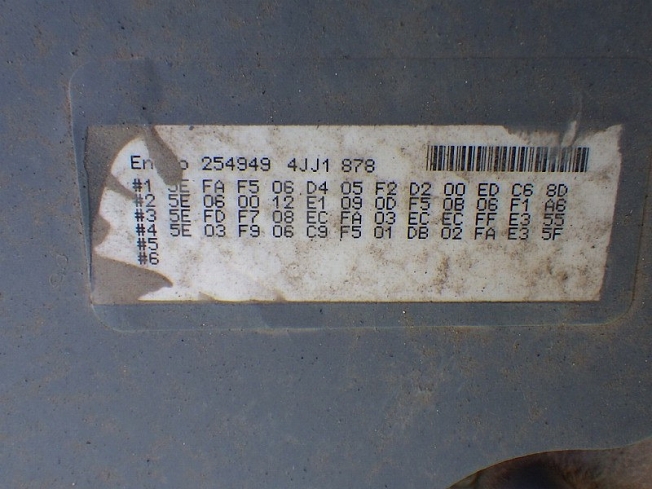 254949 4JJ1 878
#1 5E FA F5 06 D4 05 F2 D2 00 ED C6 8D
#2 5E 06 00 12 E1 09 0D F5 0B 06 F1 A6
#3 5E FD F7 08 EC FA 03 EC EC FF E3 55
#4 5E 03 F9 06 C9 F5 01 DB 02 FA E3 5F
#5
#6